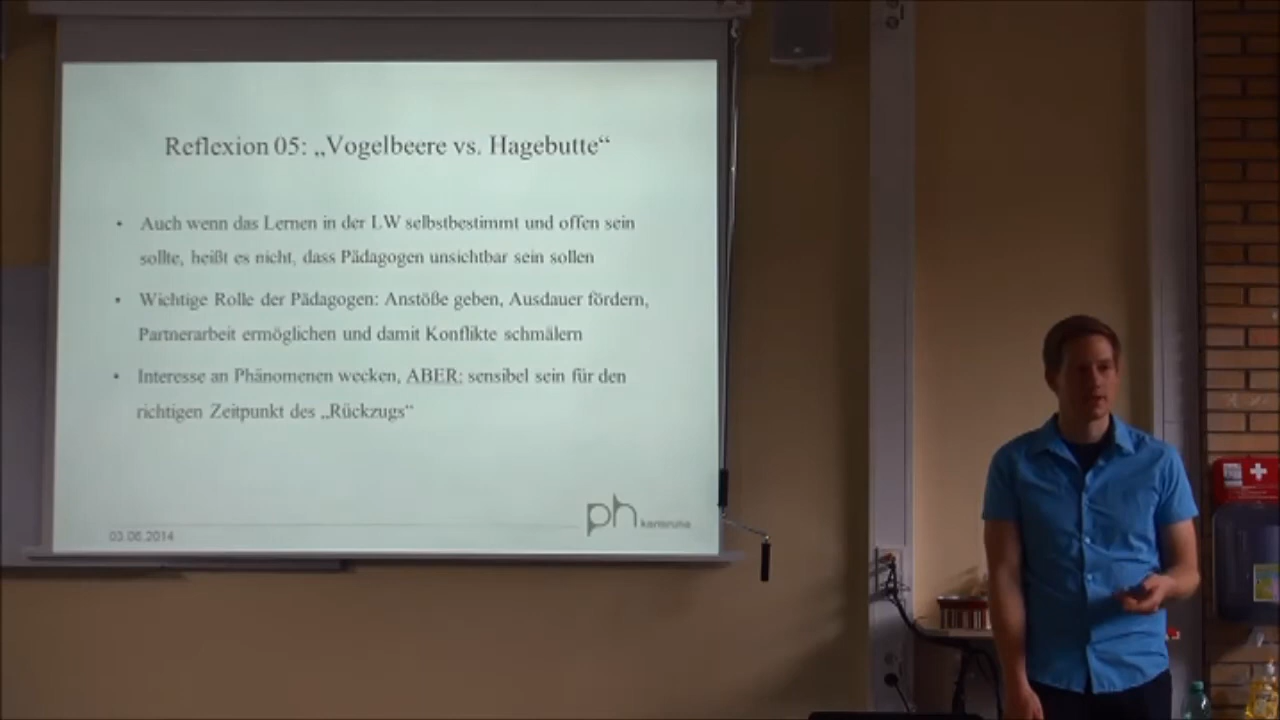 Reflexion 05: „Vogelbeere vs. Hagebutte“
• Auch wenn das Lernen in der LW selbstbestimmt und offen sein
sollte, heißt es nicht, dass Pädagogen unsichtbar sein sollen
• Wichtige Rolle der Pädagogen: Anstöße geben, Ausdauer fördern,
Partnerarbeit ermöglichen und damit Konflikte schmälern
• Interesse an Phänomenen wecken, ABER: sensibel sein für den
richtigen Zeitpunkt des „Rückzugs“
03.06.2014
ph karlsruhe